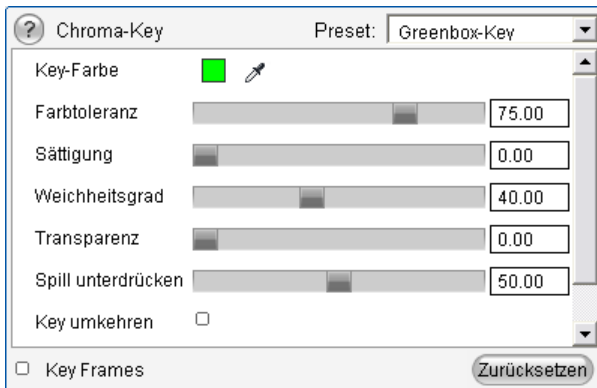 ? Chroma-Key Preset: Greenbox-Key
Key-Farbe
Farbtoleranz 75.00
Sättigung 0.00
Weichheitsgrad 40.00
Transparenz 0.00
Spill unterdrücken 50.00
Key umkehren
Key Frames Zurücksetzen